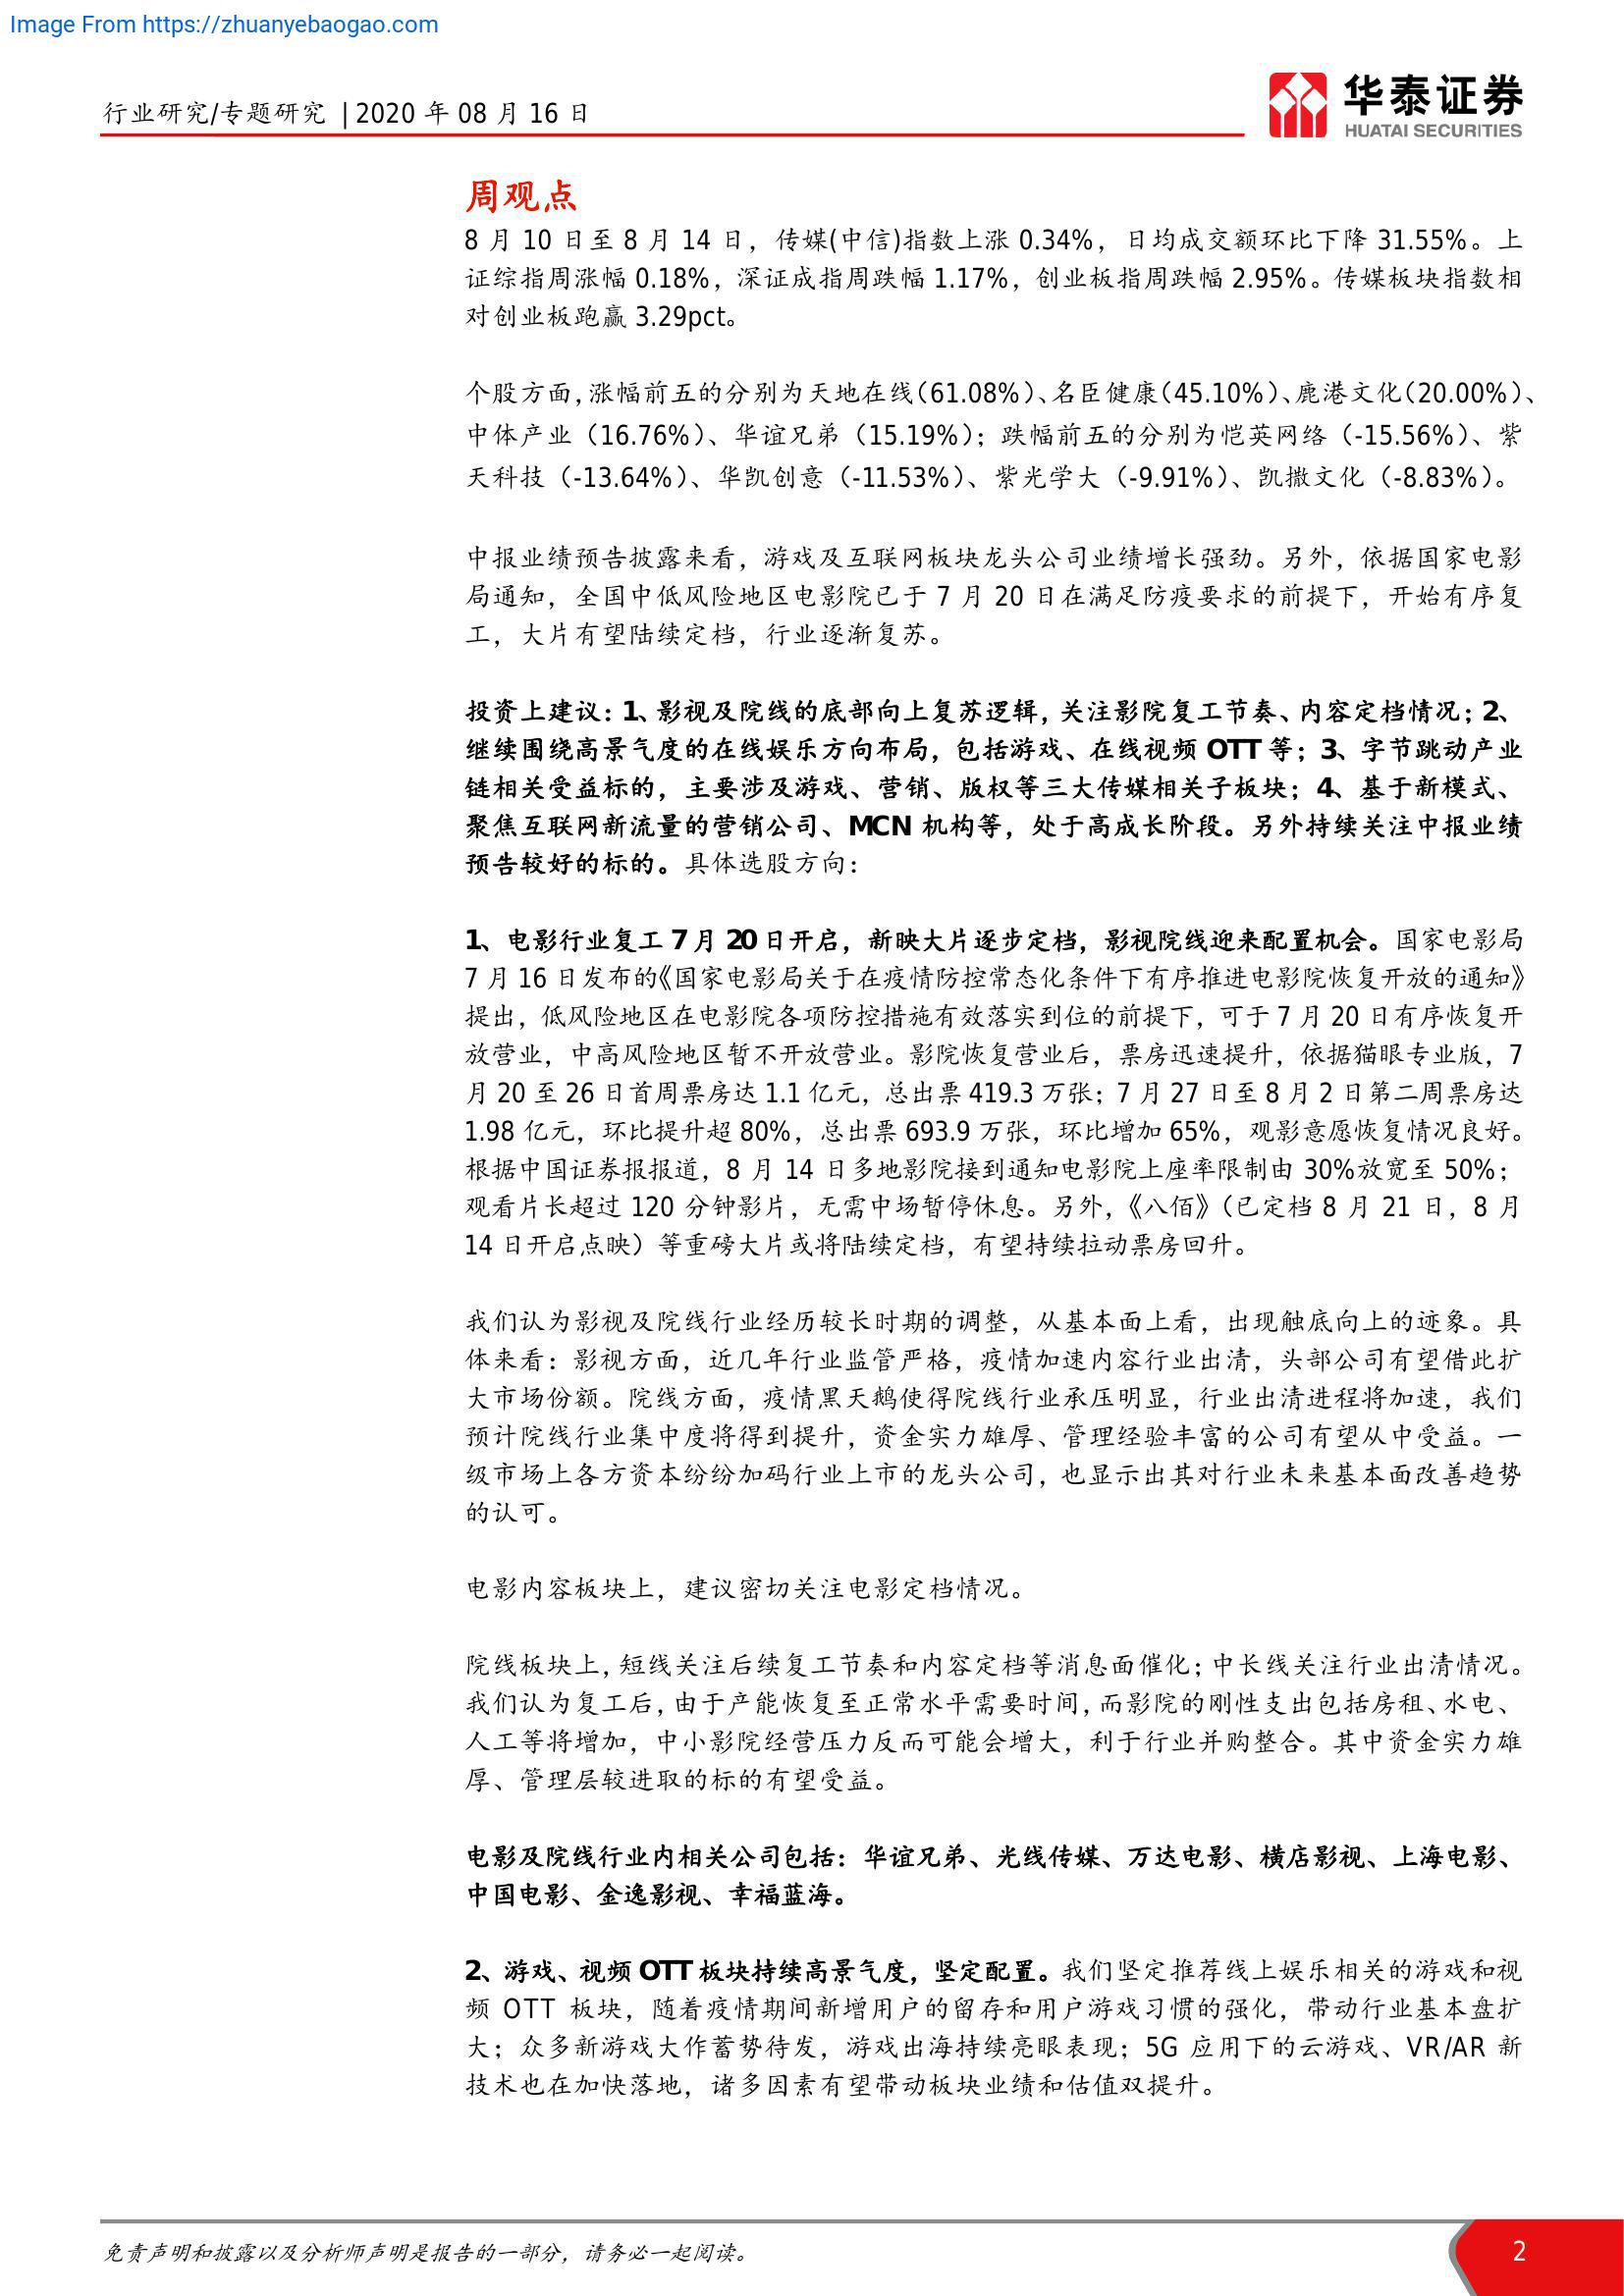 Image From https://zhuanyebaogao.com
行业研究/专题研究 | 2020 年 08 月 16 日
华泰证券
HUATAI SECURITIES
周观点
8 月 10 日至 8 月 14 日，传媒(中信)指数上涨 0.34%，日均成交额环比下降 31.55%。上
证综指周涨幅 0.18%，深证成指周跌幅 1.17%，创业板指周跌幅 2.95%。传媒板块指数相
对创业板跑赢 3.29pct。
个股方面，涨幅前五的分别为天地在线（61.08%）、名臣健康（45.10%）、鹿港文化（20.00%）、
中体产业（16.76%）、华谊兄弟（15.19%）；跌幅前五的分别为恺英网络（-15.56%）、紫
天科技（-13.64%）、华凯创意（-11.53%）、紫光学大（-9.91%）、凯撒文化（-8.83%）。
中报业绩预告披露来看，游戏及互联网板块龙头公司业绩增长强劲。另外，依据国家电影
局通知，全国中低风险地区电影院已于 7 月 20 日在满足防疫要求的前提下，开始有序复
工，大片有望陆续定档，行业逐渐复苏。
投资上建议：1、影视及院线的底部向上复苏逻辑，关注影院复工节奏、内容定档情况；2、
继续围绕高景气度的在线娱乐方向布局，包括游戏、在线视频 OTT 等；3、字节跳动产业
链相关受益标的，主要涉及游戏、营销、版权等三大传媒相关子板块；4、基于新模式、
聚焦互联网新流量的营销公司、MCN 机构等，处于高成长阶段。另外持续关注中报业绩
预告较好的标的。具体选股方向：
1、电影行业复工 7 月 20 日开启，新映大片逐步定档，影视院线迎来配置机会。国家电影局
7 月 16 日发布的《国家电影局关于在疫情防控常态化条件下有序推进电影院恢复开放的通知》
提出，低风险地区在电影院各项防控措施有效落实到位的前提下，可于 7 月 20 日有序恢复开
放营业，中高风险地区暂不开放营业。影院恢复营业后，票房迅速提升，依据猫眼专业版，7
月 20 至 26 日首周票房达 1.1 亿元，总出票 419.3 万张；7 月 27 日至 8 月 2 日第二周票房达
1.98 亿元，环比提升超 80%，总出票 693.9 万张，环比增加 65%，观影意愿恢复情况良好。
根据中国证券报报道，8 月 14 日多地影院接到通知电影院上座率限制由 30%放宽至 50%；
观看片长超过 120 分钟影片，无需中场暂停休息。另外，《八佰》（已定档 8 月 21 日，8 月
14 日开启点映）等重磅大片或将陆续定档，有望持续拉动票房回升。
我们认为影视及院线行业经历较长时期的调整，从基本面上看，出现触底向上的迹象。具
体来看：影视方面，近几年行业监管严格，疫情加速内容行业出清，头部公司有望借此扩
大市场份额。院线方面，疫情黑天鹅使得院线行业承压明显，行业出清进程将加速，我们
预计院线行业集中度将得到提升，资金实力雄厚、管理经验丰富的公司有望从中受益。一
级市场上各方资本纷纷加码行业上市的龙头公司，也显示出其对行业未来基本面改善趋势
的认可。
电影内容板块上，建议密切关注电影定档情况。
院线板块上，短线关注后续复工节奏和内容定档等消息面催化；中长线关注行业出清情况。
我们认为复工后，由于产能恢复至正常水平需要时间，而影院的刚性支出包括房租、水电、
人工等将增加，中小影院经营压力反而可能会增大，利于行业并购整合。其中资金实力雄
厚、管理层较进取的标的有望受益。
电影及院线行业内相关公司包括：华谊兄弟、光线传媒、万达电影、横店影视、上海电影、
中国电影、金逸影视、幸福蓝海。
2、游戏、视频 OTT 板块持续高景气度，坚定配置。我们坚定推荐线上娱乐相关的游戏和视
频 OTT 板块，随着疫情期间新增用户的留存和用户游戏习惯的强化，带动行业基本盘扩
大；众多新游戏大作蓄势待发，游戏出海持续亮眼表现；5G 应用下的云游戏、VR/AR 新
技术也在加快落地，诸多因素有望带动板块业绩和估值双提升。
免责声明和披露以及分析师声明是报告的一部分，请务必一起阅读。
2